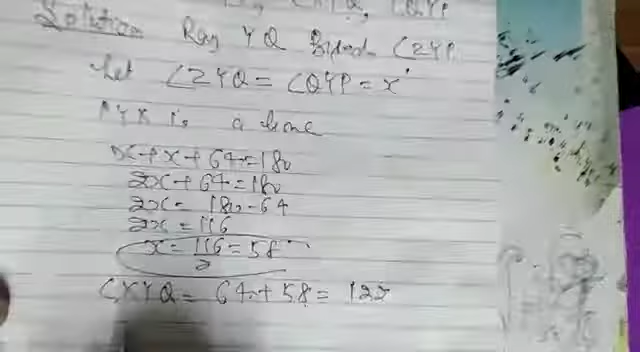 Solution Ray YQ Bisects ∠ZYP
Let ∠ZYQ = ∠QYP = x°
PYX is a line
x+x+64=180
2x+64=180
2x= 180-64
2x=116
x=116/2=58°
∠XYQ= 64+58= 122